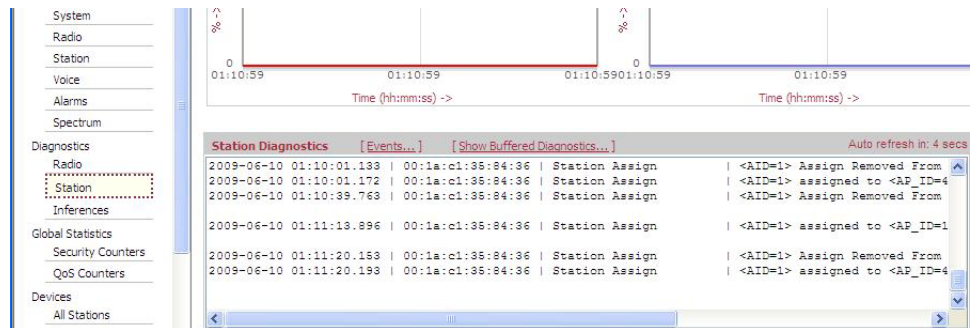 System
Radio
Station
Voice
Alarms
Spectrum
Diagnostics
Radio
Station
Inferences
Global Statistics
Security Counters
QoS Counters
Devices
All Stations
% ->
0
01:10:59 01:10:59 01:10:59
Time (hh:mm:ss) ->
% ->
0
01:10:59 01:10:59
Time (hh:mm:ss) ->
Station Diagnostics [Events...] [Show Buffered Diagnostics...] Auto refresh in: 4 secs
2009-06-10 01:10:01.133 | 00:1a:c1:35:84:36 | Station Assign | <AID=1> Assign Removed From
2009-06-10 01:10:01.172 | 00:1a:c1:35:84:36 | Station Assign | <AID=1> assigned to <AP_ID=4
2009-06-10 01:10:39.763 | 00:1a:c1:35:84:36 | Station Assign | <AID=1> Assign Removed From
2009-06-10 01:11:13.896 | 00:1a:c1:35:84:36 | Station Assign | <AID=1> assigned to <AP_ID=1
2009-06-10 01:11:20.153 | 00:1a:c1:35:84:36 | Station Assign | <AID=1> Assign Removed From
2009-06-10 01:11:20.193 | 00:1a:c1:35:84:36 | Station Assign | <AID=1> assigned to <AP_ID=4